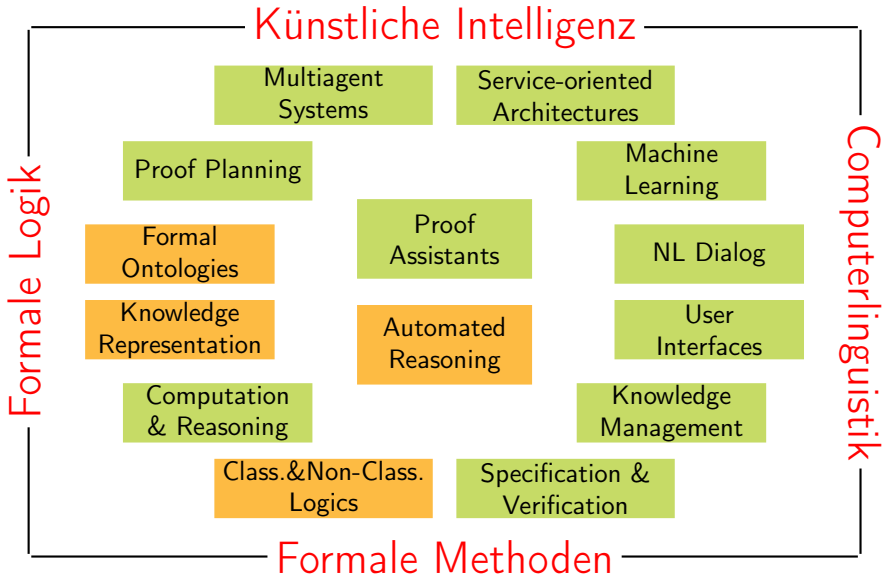 Künstliche Intelligenz
Multiagent
Systems
Service-oriented
Architectures
Proof Planning
Machine
Learning
Formal
Ontologies
Proof
Assistants
NL Dialog
Knowledge
Representation
Automated
Reasoning
User
Interfaces
Computation
& Reasoning
Knowledge
Management
Class.&Non-Class.
Logics
Specification &
Verification
Formale Logik
Computerlinguistik
Formale Methoden